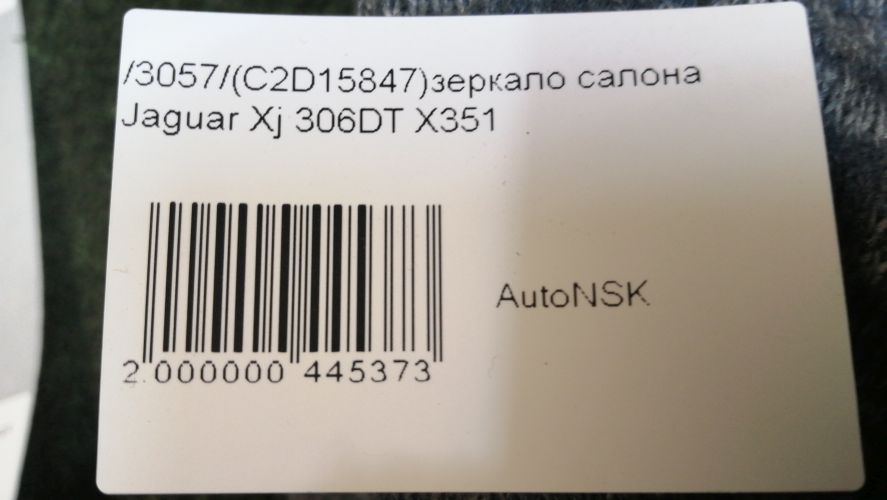 /3057/(C2D15847)зеркало салона
Jaguar Xj 306DT X351
AutoNSK
2 000000 445373